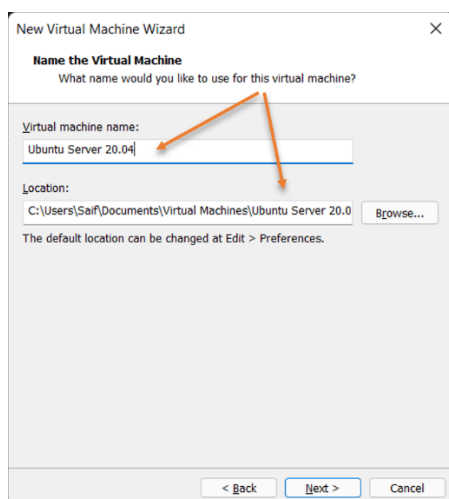 New Virtual Machine Wizard
Name the Virtual Machine
What name would you like to use for this virtual machine?
Virtual machine name:
Ubuntu Server 20.04
Location:
C:\Users\Saif\Documents\Virtual Machines\Ubuntu Server 20.0
Browse...
The default location can be changed at Edit > Preferences.
< Back Next > Cancel